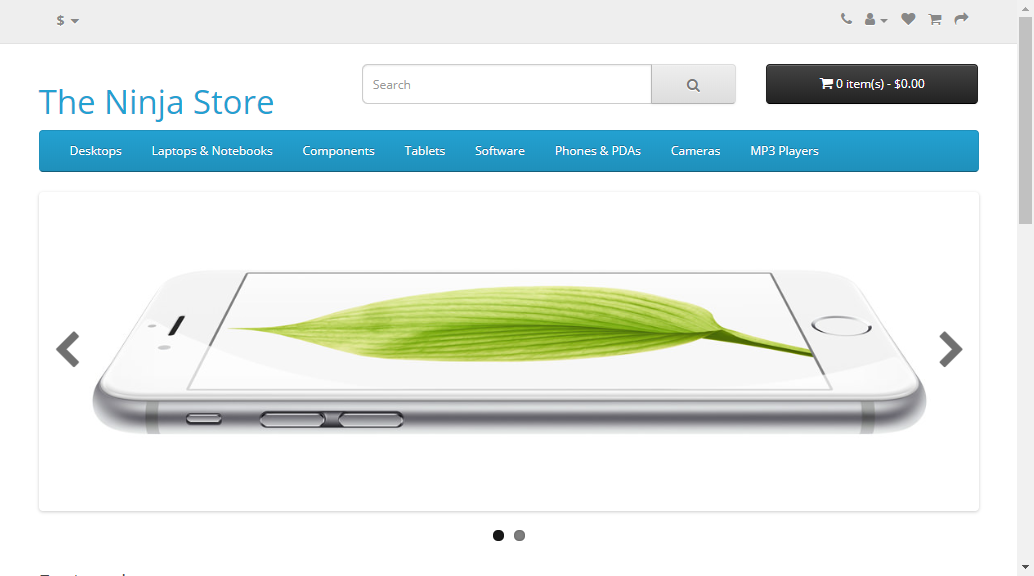 $
Search
0 item(s) - $0.00
The Ninja Store
Desktops Laptops & Notebooks Components Tablets Software Phones & PDAs Cameras MP3 Players